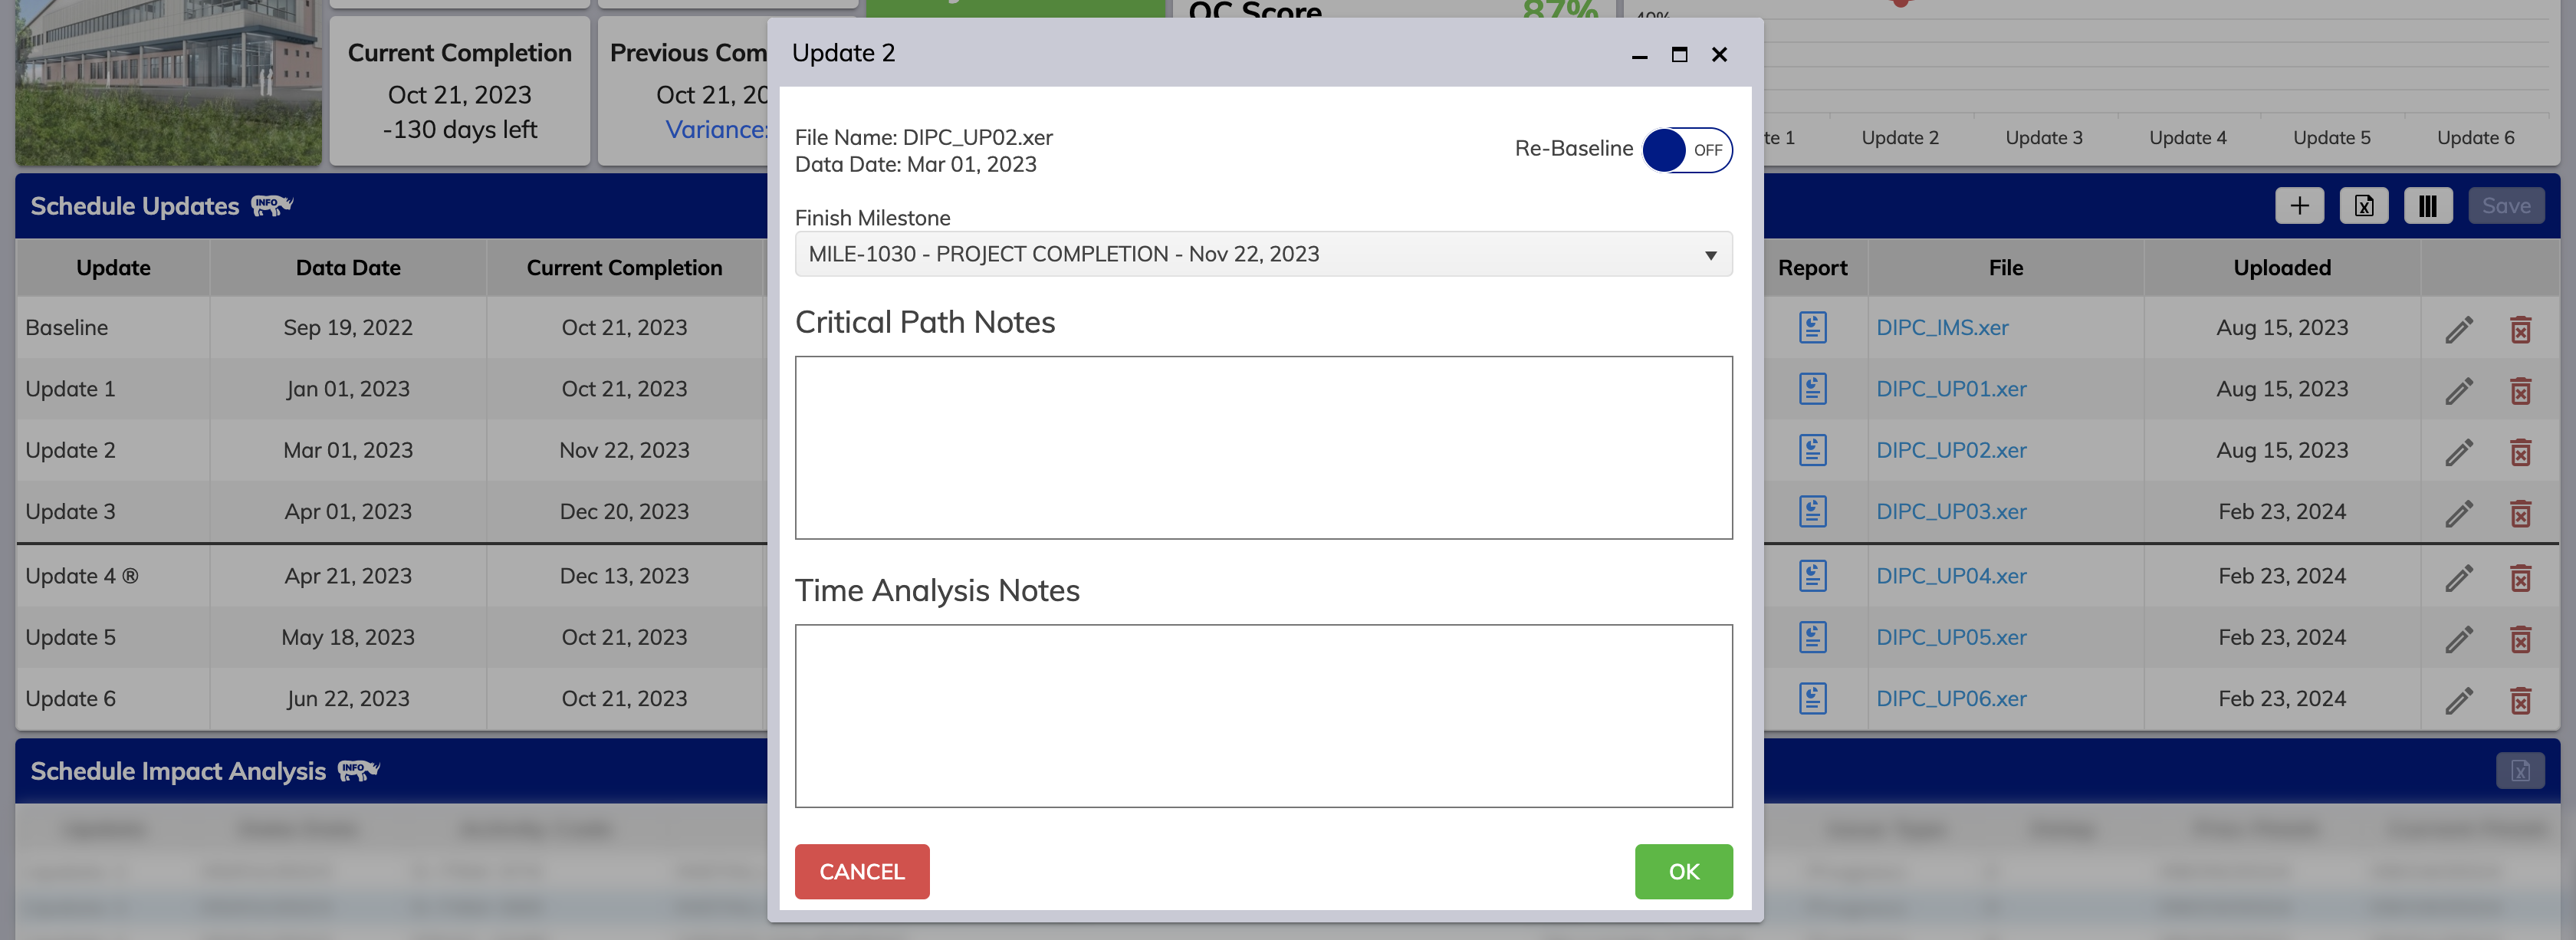 QC Score 87%
40%
Current Completion
Oct 21, 2023
-130 days left
Previous Com
Oct 21, 20
Variance:
te 1 Update 2 Update 3 Update 4 Update 5 Update 6
Update 2
File Name: DIPC_UP02.xer
Data Date: Mar 01, 2023
Re-Baseline OFF
Finish Milestone
MILE-1030 - PROJECT COMPLETION - Nov 22, 2023
Critical Path Notes
Time Analysis Notes
CANCEL OK
Schedule Updates INFO
Save
Update Data Date Current Completion Report File Uploaded
Baseline Sep 19, 2022 Oct 21, 2023 DIPC_IMS.xer Aug 15, 2023
Update 1 Jan 01, 2023 Oct 21, 2023 DIPC_UP01.xer Aug 15, 2023
Update 2 Mar 01, 2023 Nov 22, 2023 DIPC_UP02.xer Aug 15, 2023
Update 3 Apr 01, 2023 Dec 20, 2023 DIPC_UP03.xer Feb 23, 2024
Update 4 ® Apr 21, 2023 Dec 13, 2023 DIPC_UP04.xer Feb 23, 2024
Update 5 May 18, 2023 Oct 21, 2023 DIPC_UP05.xer Feb 23, 2024
Update 6 Jun 22, 2023 Oct 21, 2023 DIPC_UP06.xer Feb 23, 2024
Schedule Impact Analysis INFO